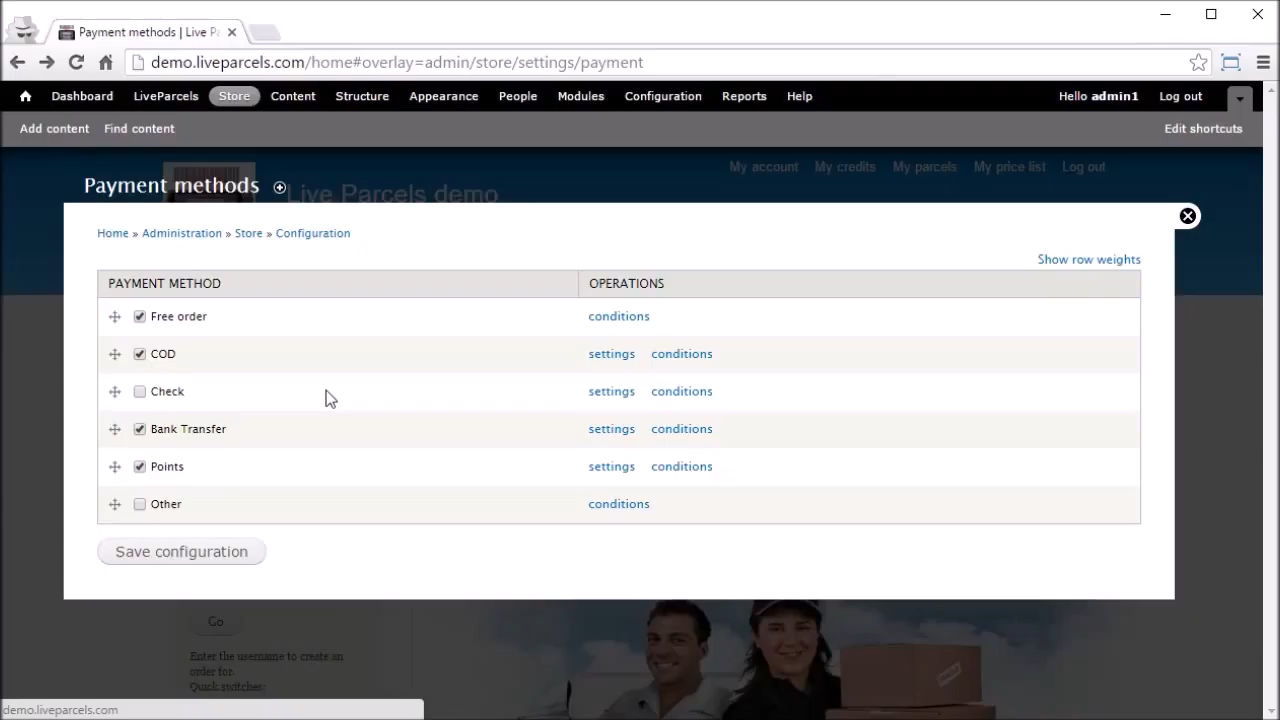 Payment methods | Live Pa
demo.liveparcels.com/home#overlay=admin/store/settings/payment
Dashboard LiveParcels Store Content Structure Appearance People Modules Configuration Reports Help Hello admin1 Log out
Add content Find content Edit shortcuts
My account My credits My parcels My price list Log out
Payment methods
Live Parcels demo
Home » Administration » Store » Configuration
Show row weights
PAYMENT METHOD OPERATIONS
Free order conditions
COD settings conditions
Check settings conditions
Bank Transfer settings conditions
Points settings conditions
Other conditions
Save configuration
Go
Enter the username to create an
order for.
Quick switches:
demo.liveparcels.com